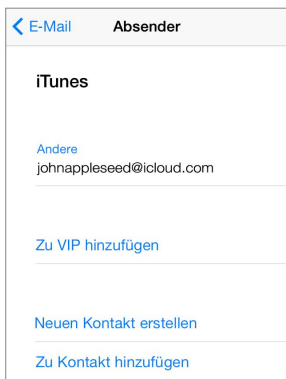 E-Mail Absender
iTunes
Andere
johnappleseed@icloud.com
Zu VIP hinzufügen
Neuen Kontakt erstellen
Zu Kontakt hinzufügen